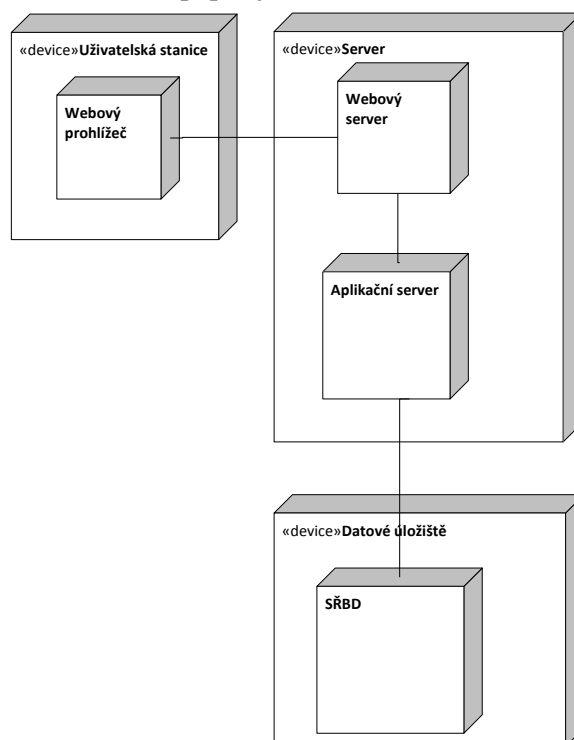 «device»Uživatelská stanice
Webový
prohlížeč
«device»Server
Webový
server
Aplikační server
«device»Datové úložiště
SŘBD